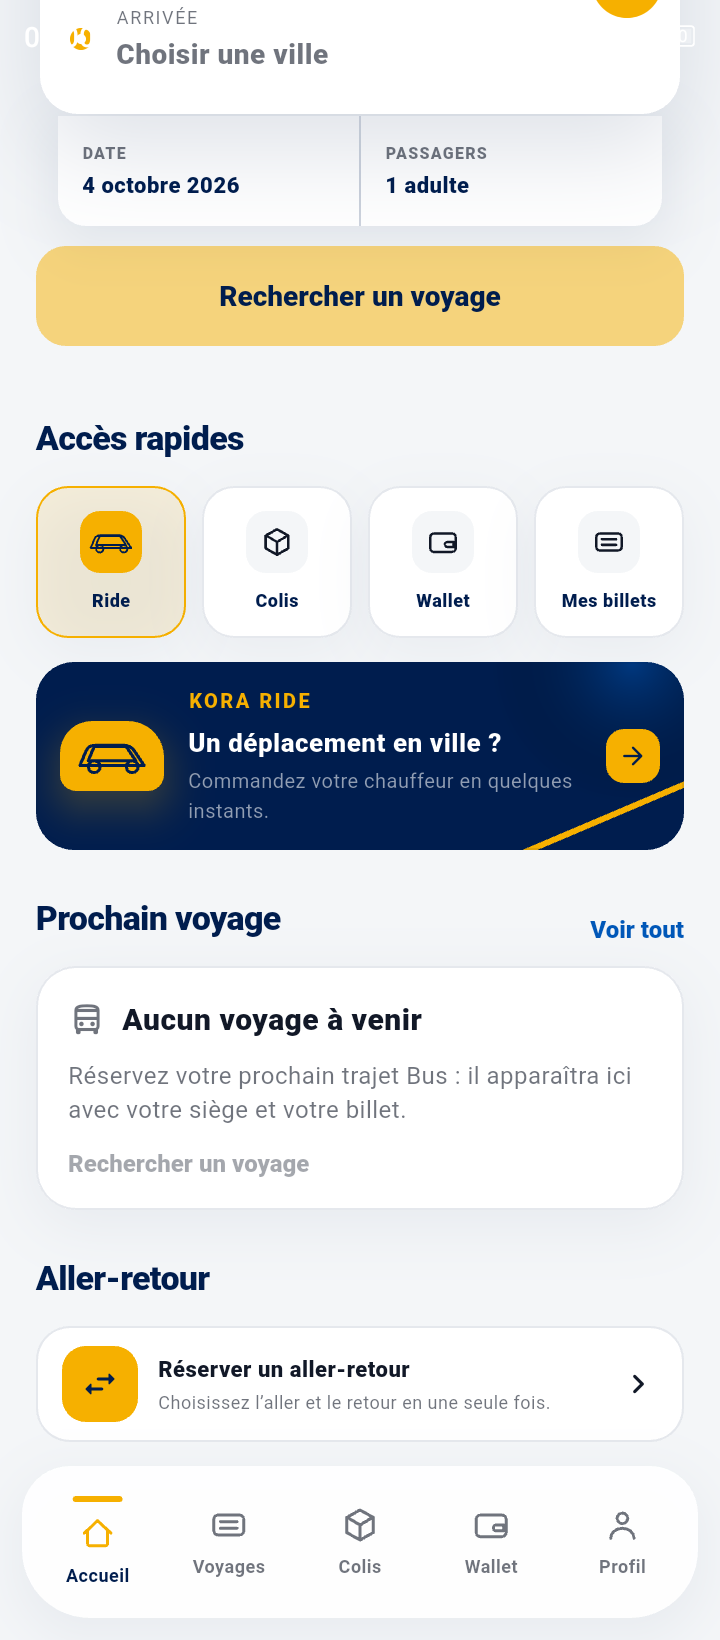 ARRIVÉE
Choisir une ville
DATE
4 octobre 2026
PASSAGERS
1 adulte
Rechercher un voyage
Accès rapides
Ride
Colis
Wallet
Mes billets
KORA RIDE
Un déplacement en ville ?
Commandez votre chauffeur en quelques
instants.
Prochain voyage
Voir tout
Aucun voyage à venir
Réservez votre prochain trajet Bus : il apparaîtra ici
avec votre siège et votre billet.
Rechercher un voyage
Aller-retour
Réserver un aller-retour
Choisissez l’aller et le retour en une seule fois.
Accueil
Voyages
Colis
Wallet
Profil